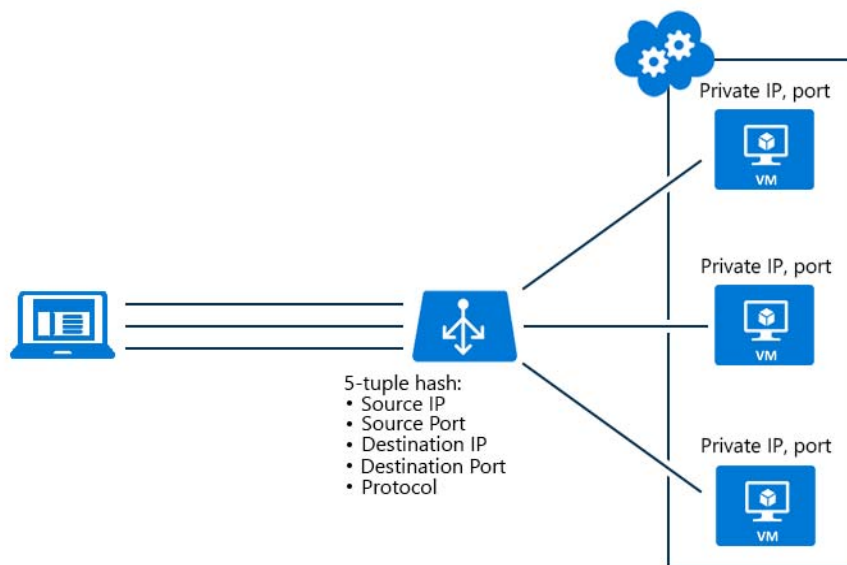 Private IP, port
VM
Private IP, port
VM
5-tuple hash:
• Source IP
• Source Port
• Destination IP
• Destination Port
• Protocol
Private IP, port
VM